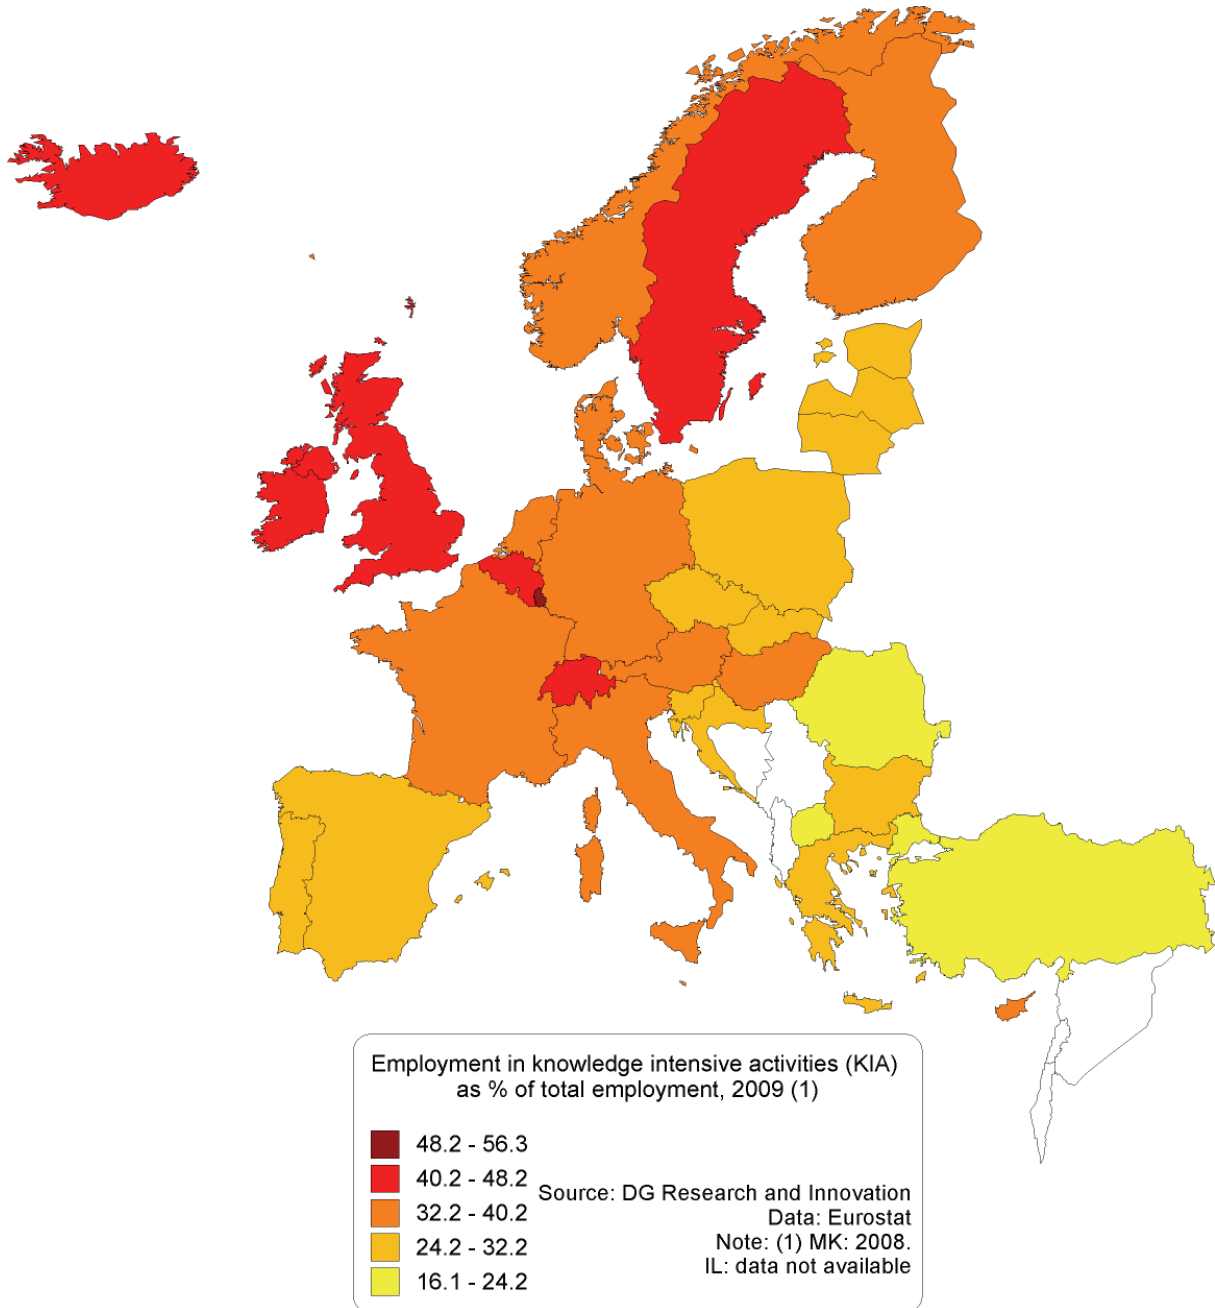 Employment in knowledge intensive activities (KIA)
as % of total employment, 2009 (1)
48.2 - 56.3
40.2 - 48.2
32.2 - 40.2
24.2 - 32.2
16.1 - 24.2
Source: DG Research and Innovation
Data: Eurostat
Note: (1) MK: 2008.
IL: data not available